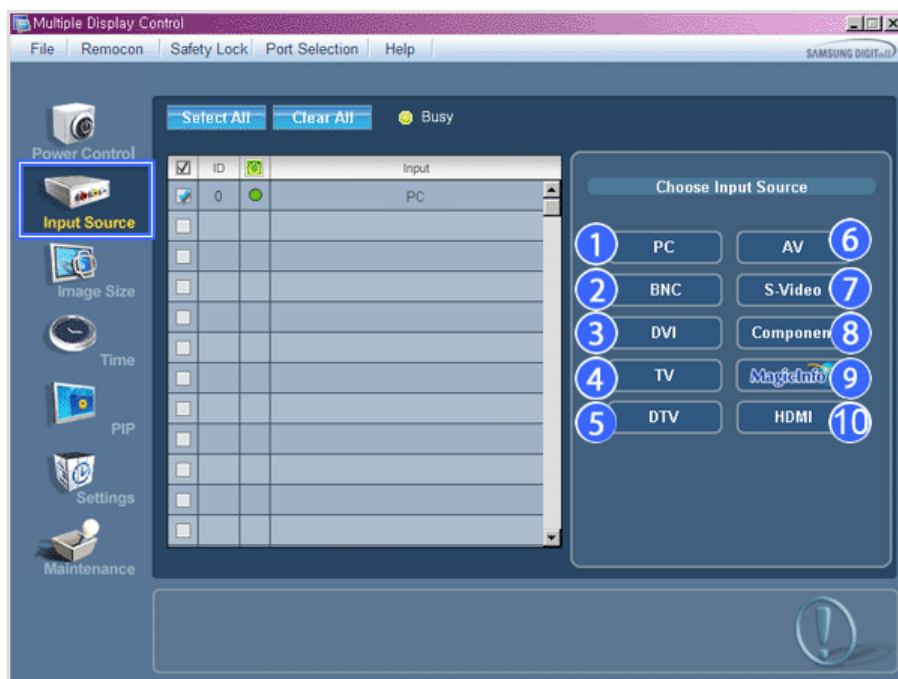 Multiple Display Control
File Remocon Safety Lock Port Selection Help
SAMSUNG DIGITall
Select All Clear All Busy
Power Control
ID Input
0 PC
Input Source
Image Size
Time
PIP
Settings
Maintenance
Choose Input Source
1 PC AV 6
2 BNC S-Video 7
3 DVI Componen 8
4 TV MagicInfo 9
5 DTV HDMI 10